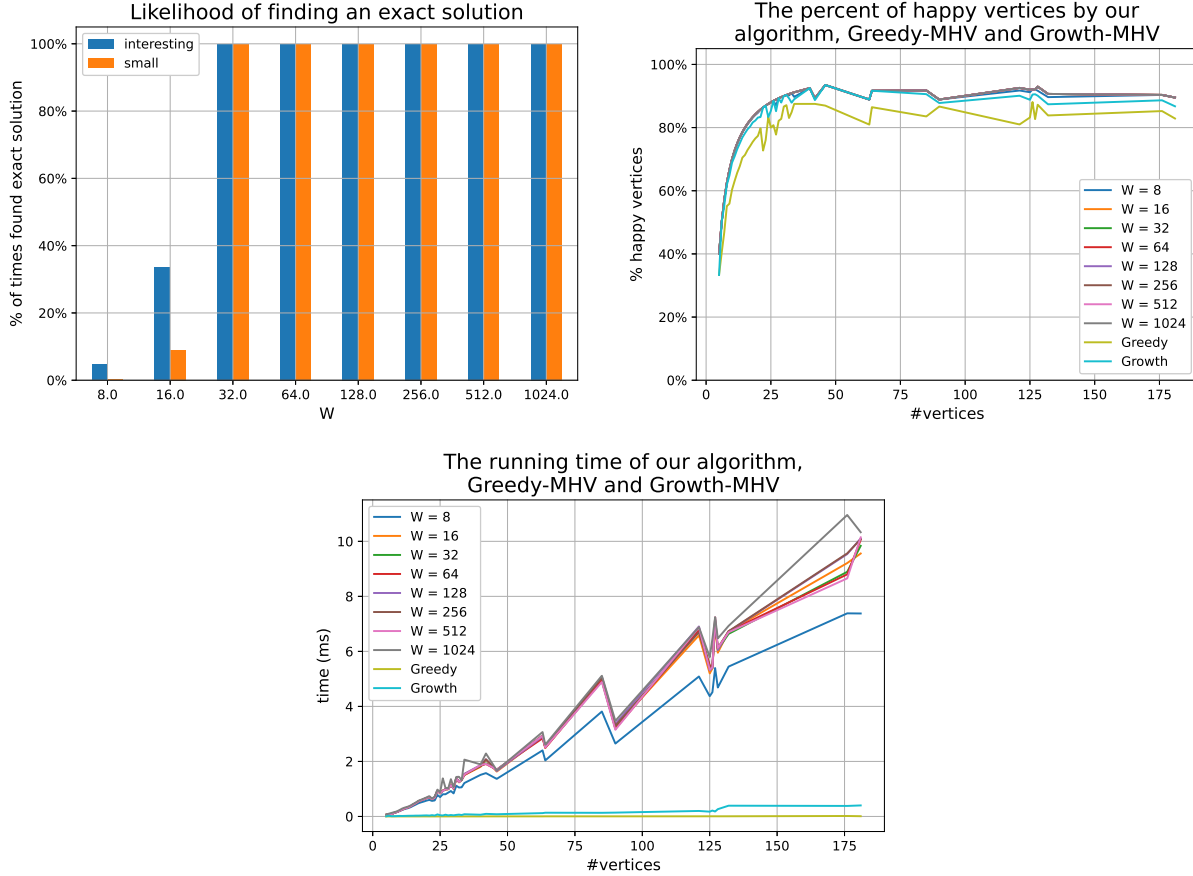 Likelihood of finding an exact solution
% of times found exact solution
100%
80%
60%
40%
20%
0%
interesting
small
8.0 16.0 32.0 64.0 128.0 256.0 512.0 1024.0
W
The percent of happy vertices by our
algorithm, Greedy-MHV and Growth-MHV
% happy vertices
100%
80%
60%
40%
20%
0%
W = 8
W = 16
W = 32
W = 64
W = 128
W = 256
W = 512
W = 1024
Greedy
Growth
0 25 50 75 100 125 150 175
#vertices
The running time of our algorithm,
Greedy-MHV and Growth-MHV
time (ms)
10
8
6
4
2
0
W = 8
W = 16
W = 32
W = 64
W = 128
W = 256
W = 512
W = 1024
Greedy
Growth
0 25 50 75 100 125 150 175
#vertices